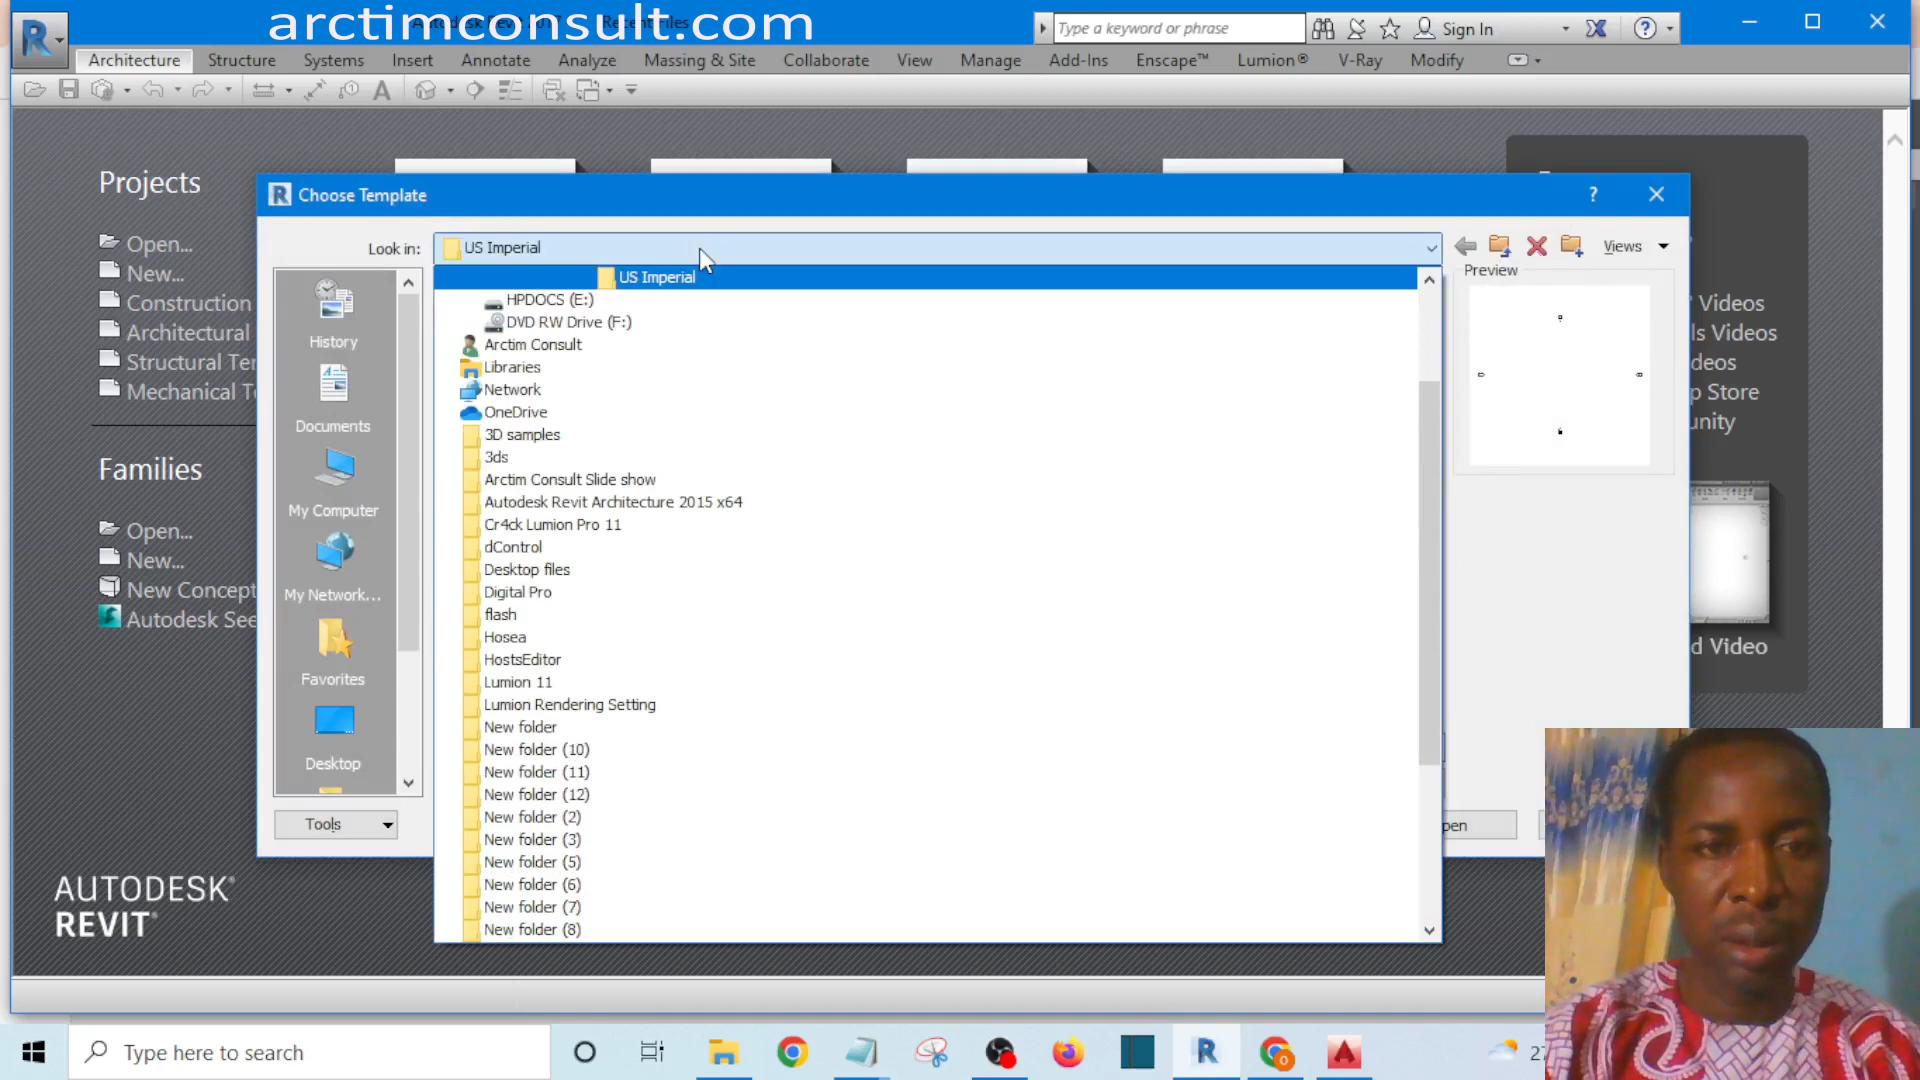 arctimconsult.com
Type a keyword or phrase
Sign In
Architecture
Structure
Systems
Insert
Annotate
Analyze
Massing & Site
Collaborate
View
Manage
Add-Ins
Enscape™
Lumion®
V-Ray
Modify
Projects
Open...
New...
Construction
Architectural
Structural Ter
Mechanical T
Families
Open...
New...
New Concept
Autodesk See
AUTODESK®
REVIT®
Choose Template
Look in:
US Imperial
Views
US Imperial
HPDOCS (E:)
DVD RW Drive (F:)
Arctim Consult
Libraries
Network
OneDrive
3D samples
3ds
Arctim Consult Slide show
Autodesk Revit Architecture 2015 x64
Cr4ck Lumion Pro 11
dControl
Desktop files
Digital Pro
flash
Hosea
HostsEditor
Lumion 11
Lumion Rendering Setting
New folder
New folder (10)
New folder (11)
New folder (12)
New folder (2)
New folder (3)
New folder (5)
New folder (6)
New folder (7)
New folder (8)
History
Documents
My Computer
My Network...
Favorites
Desktop
Tools
Preview
pen
Videos
ls Videos
deos
p Store
unity
d Video
Type here to search
27